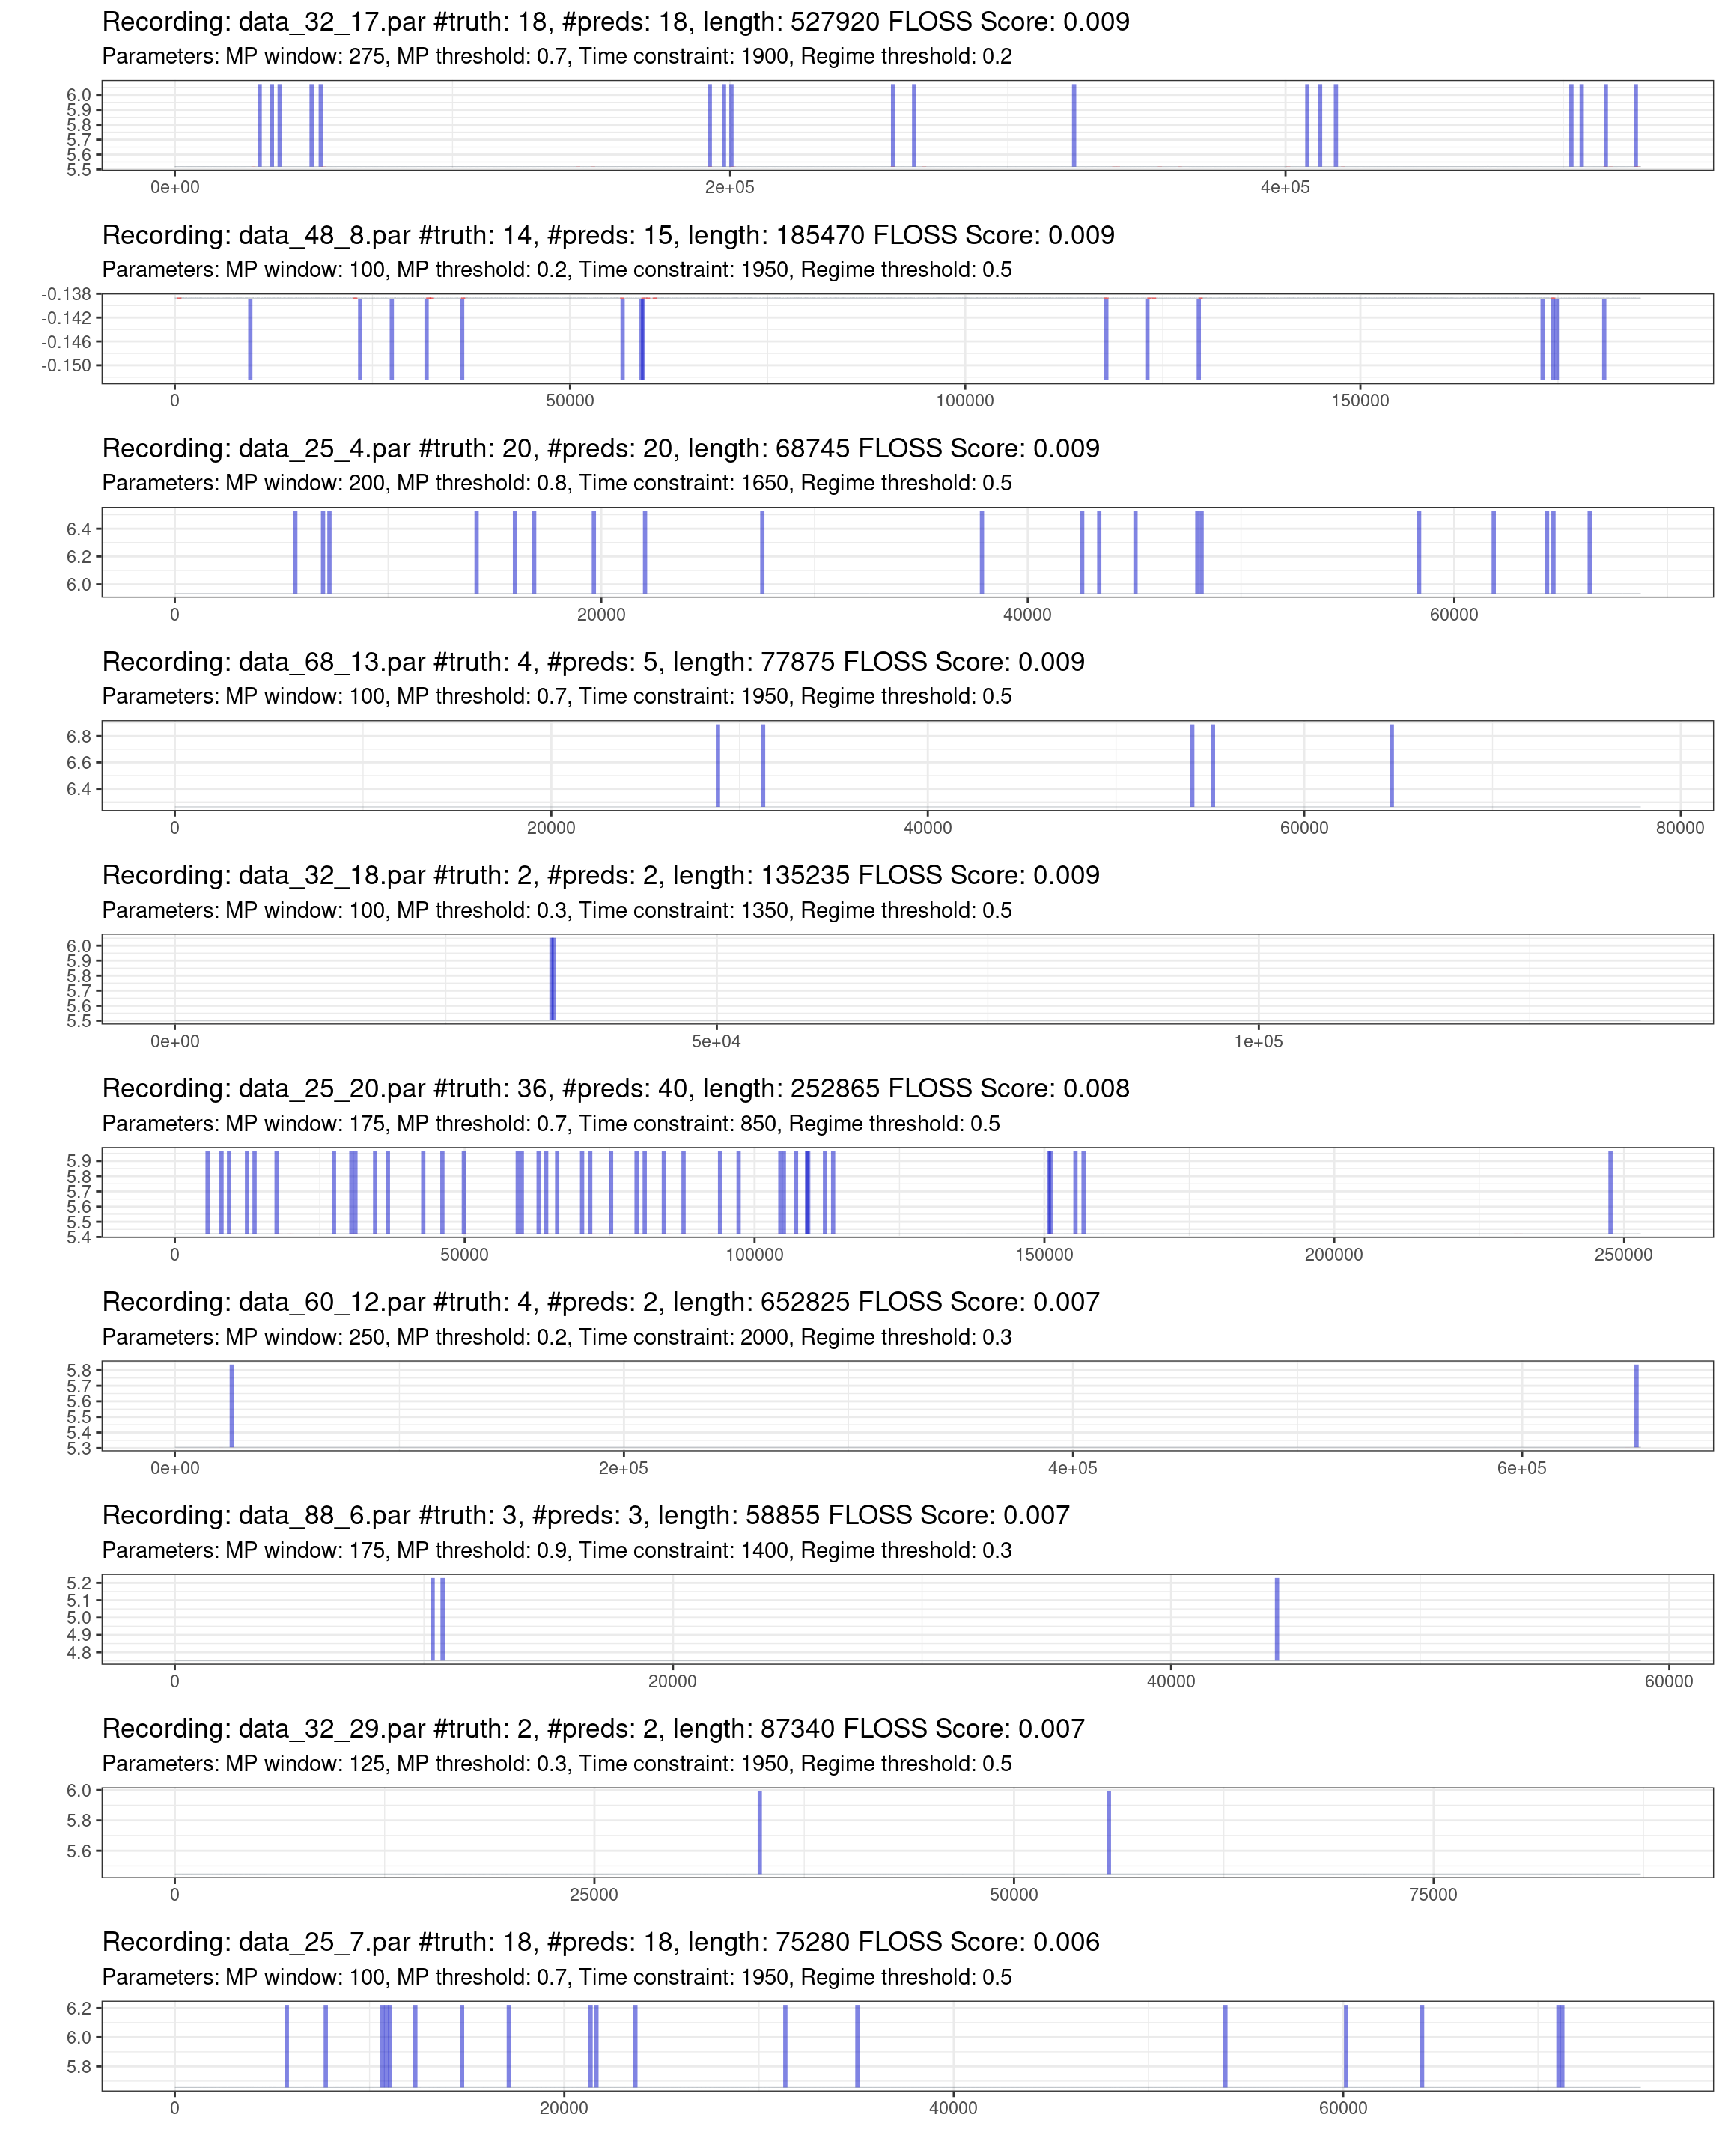 Recording: data_32_17.par #truth: 18, #preds: 18, length: 527920 FLOSS Score: 0.009
Parameters: MP window: 275, MP threshold: 0.7, Time constraint: 1900, Regime threshold: 0.2
6.0
5.9
5.8
5.7
5.6
5.5
0e+00 2e+05 4e+05
Recording: data_48_8.par #truth: 14, #preds: 15, length: 185470 FLOSS Score: 0.009
Parameters: MP window: 100, MP threshold: 0.2, Time constraint: 1950, Regime threshold: 0.5
-0.138
-0.142
-0.146
-0.150
0 50000 100000 150000
Recording: data_25_4.par #truth: 20, #preds: 20, length: 68745 FLOSS Score: 0.009
Parameters: MP window: 200, MP threshold: 0.8, Time constraint: 1650, Regime threshold: 0.5
6.4
6.2
6.0
0 20000 40000 60000
Recording: data_68_13.par #truth: 4, #preds: 5, length: 77875 FLOSS Score: 0.009
Parameters: MP window: 100, MP threshold: 0.7, Time constraint: 1950, Regime threshold: 0.5
6.8
6.6
6.4
0 20000 40000 60000 80000
Recording: data_32_18.par #truth: 2, #preds: 2, length: 135235 FLOSS Score: 0.009
Parameters: MP window: 100, MP threshold: 0.3, Time constraint: 1350, Regime threshold: 0.5
6.0
5.9
5.8
5.7
5.6
5.5
0e+00 5e+04 1e+05
Recording: data_25_20.par #truth: 36, #preds: 40, length: 252865 FLOSS Score: 0.008
Parameters: MP window: 175, MP threshold: 0.7, Time constraint: 850, Regime threshold: 0.5
5.9
5.8
5.7
5.6
5.5
5.4
0 50000 100000 150000 200000 250000
Recording: data_60_12.par #truth: 4, #preds: 2, length: 652825 FLOSS Score: 0.007
Parameters: MP window: 250, MP threshold: 0.2, Time constraint: 2000, Regime threshold: 0.3
5.8
5.7
5.6
5.5
5.4
5.3
0e+00 2e+05 4e+05 6e+05
Recording: data_88_6.par #truth: 3, #preds: 3, length: 58855 FLOSS Score: 0.007
Parameters: MP window: 175, MP threshold: 0.9, Time constraint: 1400, Regime threshold: 0.3
5.2
5.1
5.0
4.9
4.8
0 20000 40000 60000
Recording: data_32_29.par #truth: 2, #preds: 2, length: 87340 FLOSS Score: 0.007
Parameters: MP window: 125, MP threshold: 0.3, Time constraint: 1950, Regime threshold: 0.5
6.0
5.8
5.6
0 25000 50000 75000
Recording: data_25_7.par #truth: 18, #preds: 18, length: 75280 FLOSS Score: 0.006
Parameters: MP window: 100, MP threshold: 0.7, Time constraint: 1950, Regime threshold: 0.5
6.2
6.0
5.8
0 20000 40000 60000